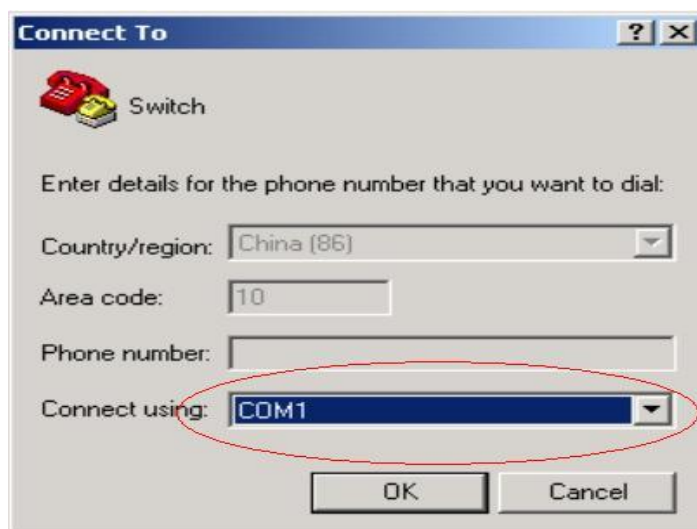 Connect To
Switch
Enter details for the phone number that you want to dial:
Country/region: China (86)
Area code: 10
Phone number:
Connect using: COM1
OK Cancel